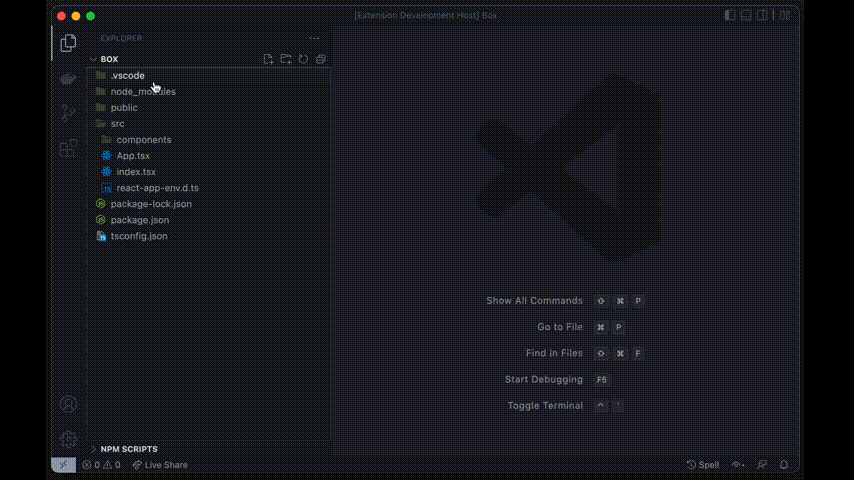 [Extension Development Host] Box
EXPLORER
BOX
.vscode
node_modules
public
src
components
App.tsx
index.tsx
react-app-env.d.ts
package-lock.json
package.json
tsconfig.json
Show All Commands ⇧ ⌘ P
Go to File ⌘ P
Find in Files ⇧ ⌘ F
Start Debugging F5
Toggle Terminal ^ `
NPM SCRIPTS
0 0 Live Share Spell